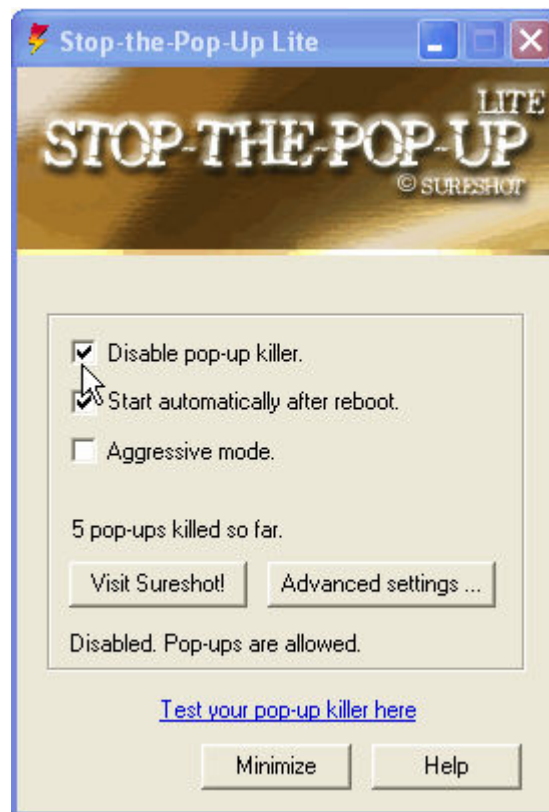 Stop-the-Pop-Up Lite
LITE
STOP-THE-POP-UP
© SURESHOT
Disable pop-up killer.
Start automatically after reboot.
Aggressive mode.
5 pop-ups killed so far.
Visit Sureshot! Advanced settings ...
Disabled. Pop-ups are allowed.
Test your pop-up killer here
Minimize Help